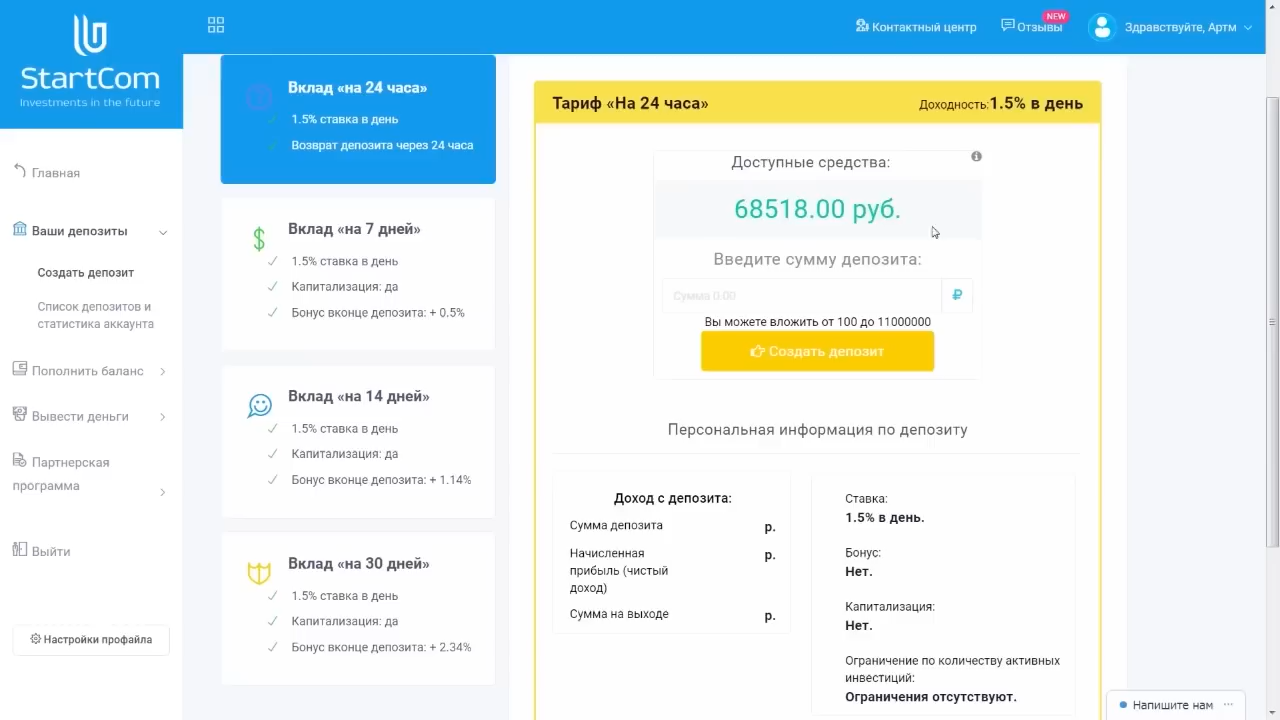 StartCom
Investments in the future
Контактный центр
Отзывы
NEW
Здравствуйте, Артм
Главная
Ваши депозиты
Создать депозит
Список депозитов и
статистика аккаунта
Пополнить баланс
Вывести деньги
Партнерская
программа
Выйти
Настройки профиля
Вклад «на 24 часа»
1.5% ставка в день
Возврат депозита через 24 часа
Вклад «на 7 дней»
1.5% ставка в день
Капитализация: да
Бонус вконце депозита: + 0.5%
Вклад «на 14 дней»
1.5% ставка в день
Капитализация: да
Бонус вконце депозита: + 1.14%
Вклад «на 30 дней»
1.5% ставка в день
Капитализация: да
Бонус вконце депозита: + 2.34%
Тариф «На 24 часа»
Доходность:1.5% в день
Доступные средства:
68518.00 руб.
Введите сумму депозита:
Сумма 0.00
₽
Вы можете вложить от 100 до 11000000
Создать депозит
Персональная информация по депозиту
Доход с депозита:
Сумма депозита р.
Начисленная р.
прибыль (чистый
доход)
Сумма на выходе р.
Ставка:
1.5% в день.
Бонус:
Нет.
Капитализация:
Нет.
Ограничение по количеству активных
инвестиций:
Ограничения отсутствуют.
Напишите нам